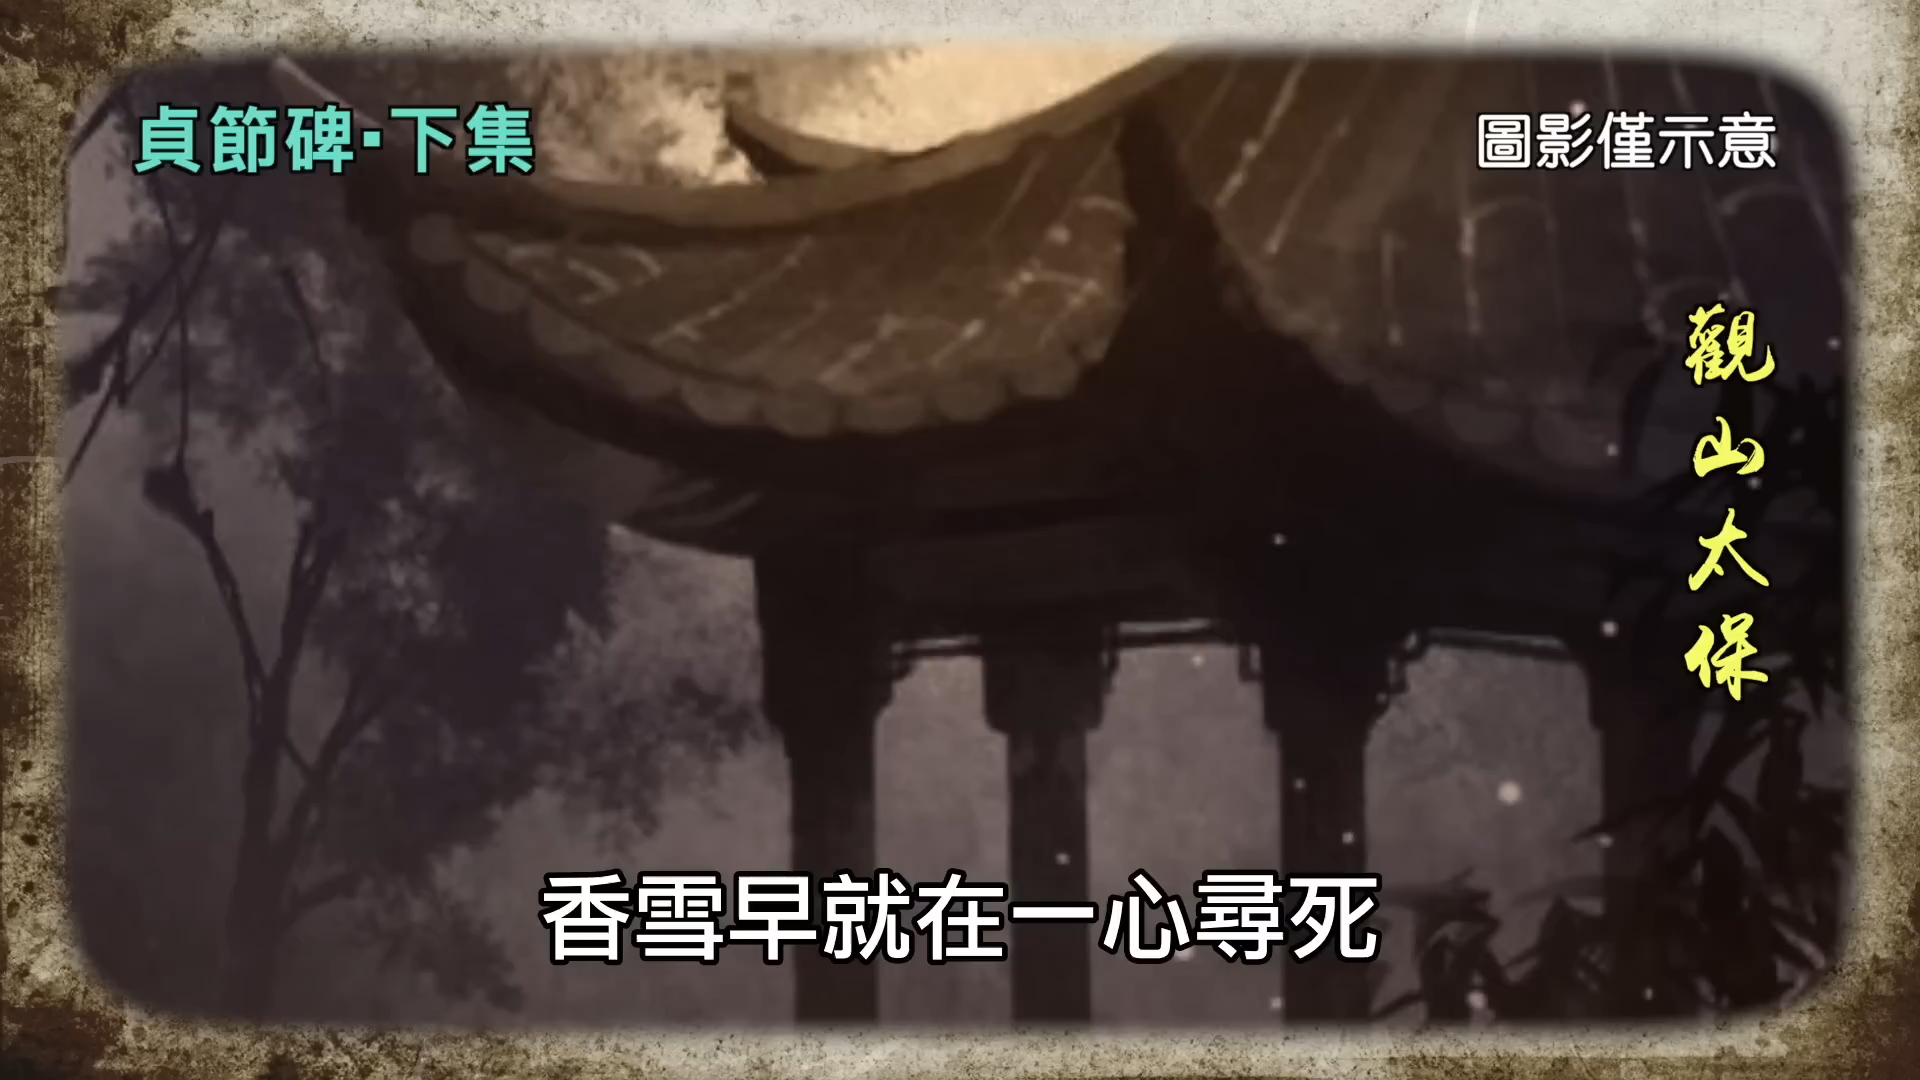 貞節碑·下集
圖影僅示意
觀山太保
香雪早就在一心尋死